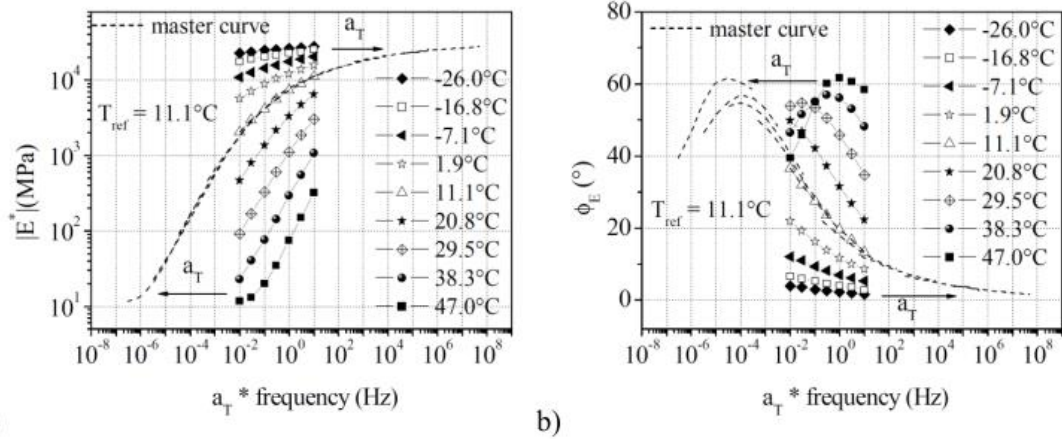 master curve
a_T
-26.0°C
-16.8°C
-7.1°C
1.9°C
11.1°C
20.8°C
29.5°C
38.3°C
47.0°C
T_ref = 11.1°C
a_T
|E*|(MPa)
10^4
10^3
10^2
10^1
10^-8 10^-6 10^-4 10^-2 10^0 10^2 10^4 10^6 10^8
a_T * frequency (Hz)
master curve
a_T
-26.0°C
-16.8°C
-7.1°C
1.9°C
11.1°C
20.8°C
29.5°C
38.3°C
47.0°C
T_ref = 11.1°C
a_T
ϕ_E (°)
80
60
40
20
0
10^-8 10^-6 10^-4 10^-2 10^0 10^2 10^4 10^6 10^8
a_T * frequency (Hz)
b)